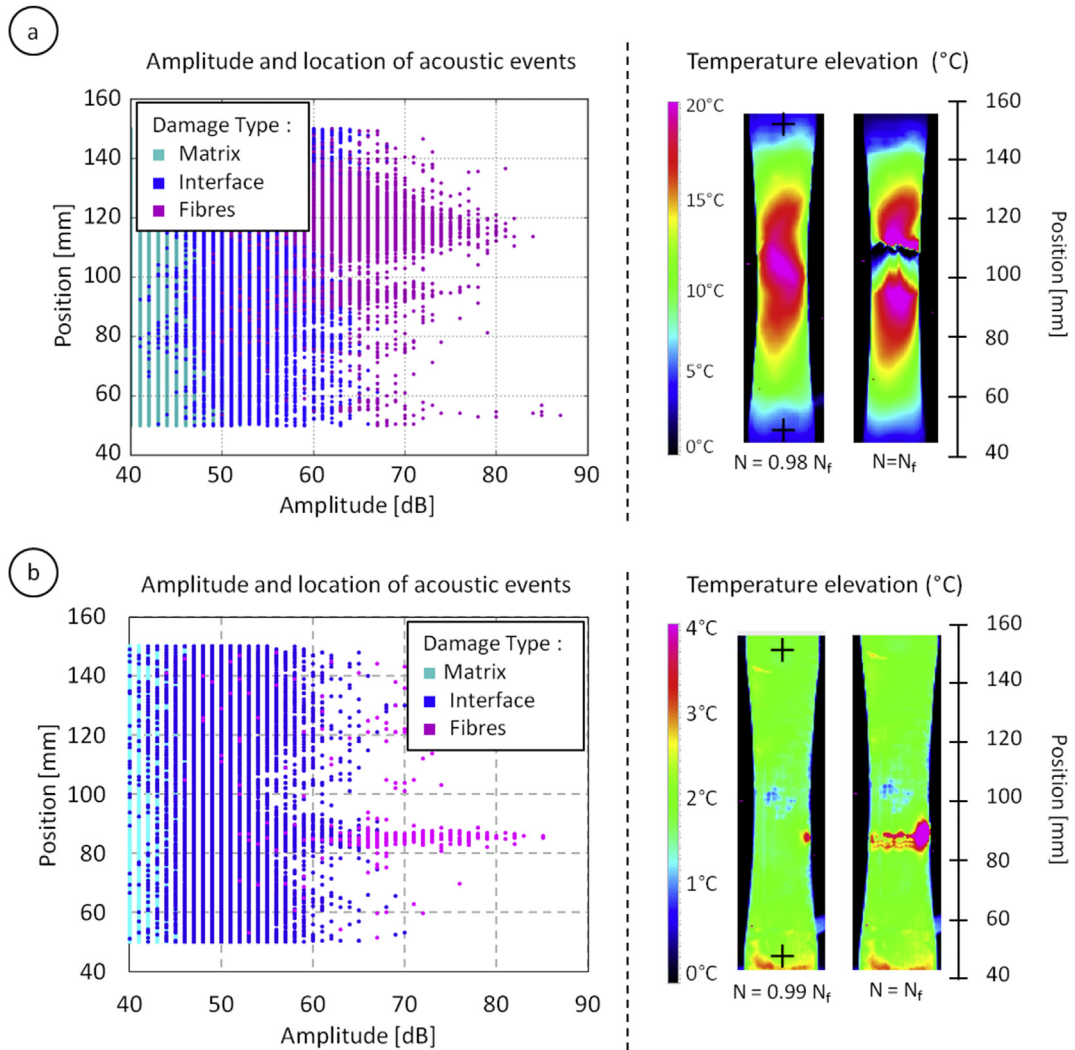 a
Amplitude and location of acoustic events
Temperature elevation (°C)
160
140
120
100
80
60
40
Position [mm]
Damage Type :
Matrix
Interface
Fibres
40 50 60 70 80 90
Amplitude [dB]
20°C
15°C
10°C
5°C
0°C
N = 0.98 Nf
N=Nf
160
140
120
100
80
60
40
Position [mm]
b
Amplitude and location of acoustic events
Temperature elevation (°C)
160
140
120
100
80
60
40
Position [mm]
Damage Type :
Matrix
Interface
Fibres
40 50 60 70 80 90
Amplitude [dB]
4°C
3°C
2°C
1°C
0°C
N = 0.99 Nf
N = Nf
160
140
120
100
80
60
40
Position [mm]